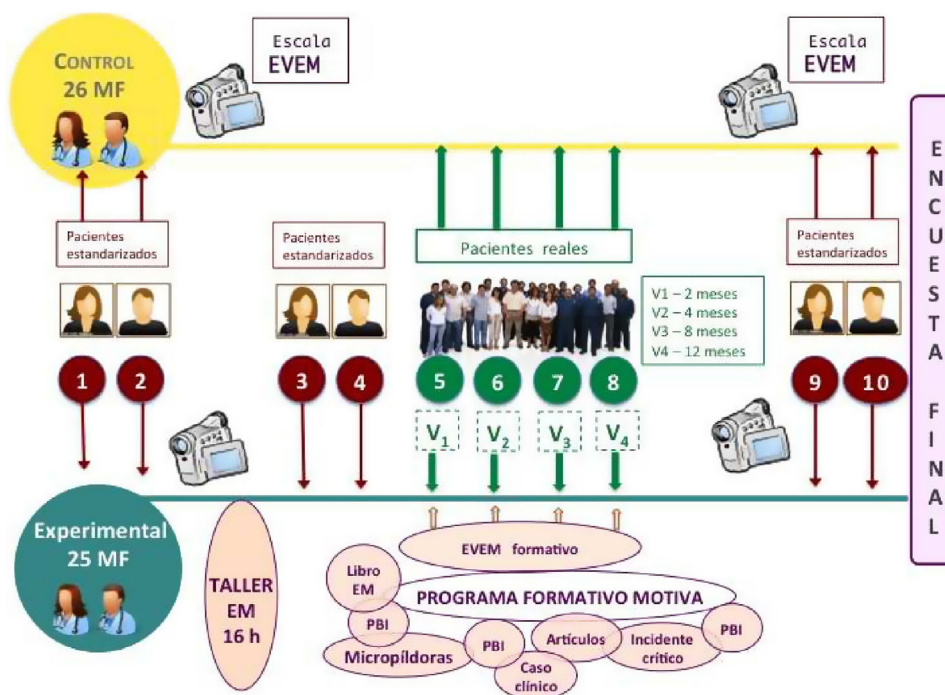 CONTROL
26 MF
Escala
EVEM
Escala
EVEM
Pacientes
estandarizados
Pacientes
estandarizados
Pacientes reales
Pacientes
estandarizados
V1 – 2 meses
V2 – 4 meses
V3 – 8 meses
V4 – 12 meses
1
2
3
4
5
6
7
8
9
10
V1
V2
V3
V4
Experimental
25 MF
TALLER
EM
16 h
EVEM formativo
Libro
EM
PROGRAMA FORMATIVO MOTIVA
PBI
Micropíldoras
PBI
Caso
clínico
Artículos
Incidente
crítico
PBI
ENCUESTA FINAL